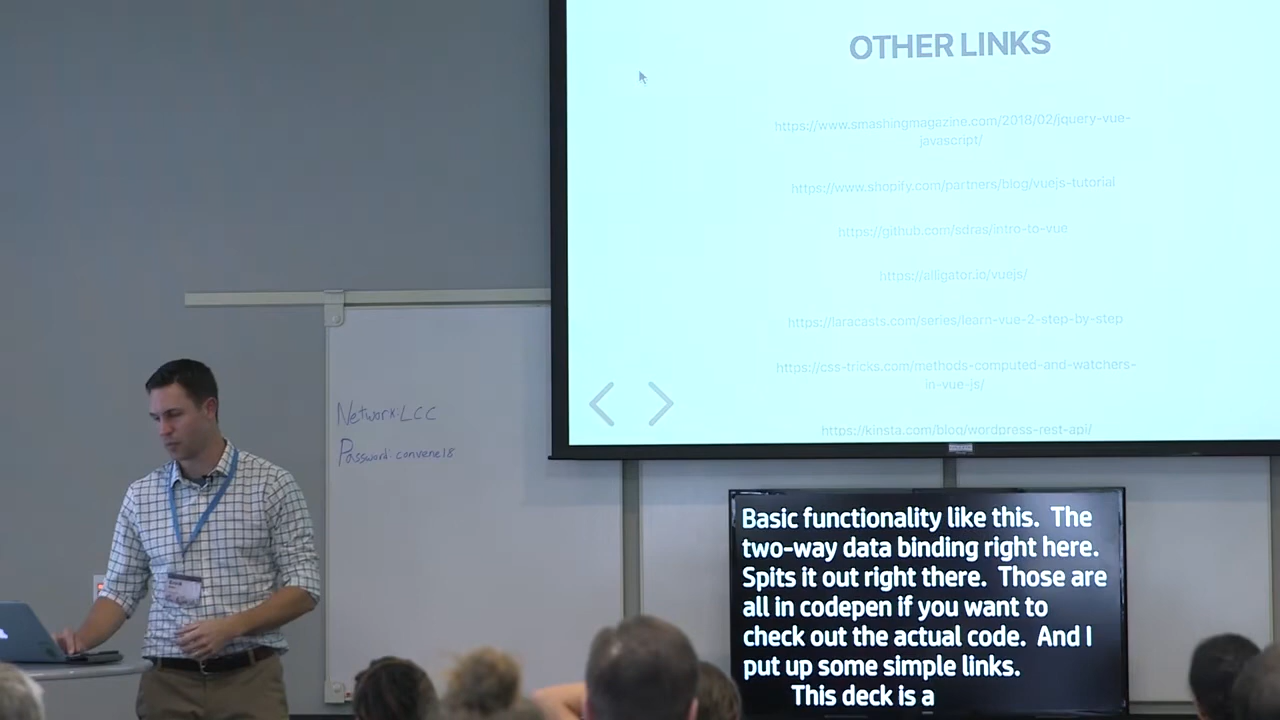 OTHER LINKS
https://www.smashingmagazine.com/2018/02/jquery-vue-
javascript/
https://www.shopify.com/partners/blog/vuejs-tutorial
https://github.com/sdras/intro-to-vue
https://alligator.io/vuejs/
https://laracasts.com/series/learn-vue-2-step-by-step
https://css-tricks.com/methods-computed-and-watchers-
in-vue-js/
https://kinsta.com/blog/wordpress-rest-api/
Network: LCC
Password: convene18
Basic functionality like this. The
two-way data binding right here.
Spits it out right there. Those are
all in codepen if you want to
check out the actual code. And I
put up some simple links.
This deck is a